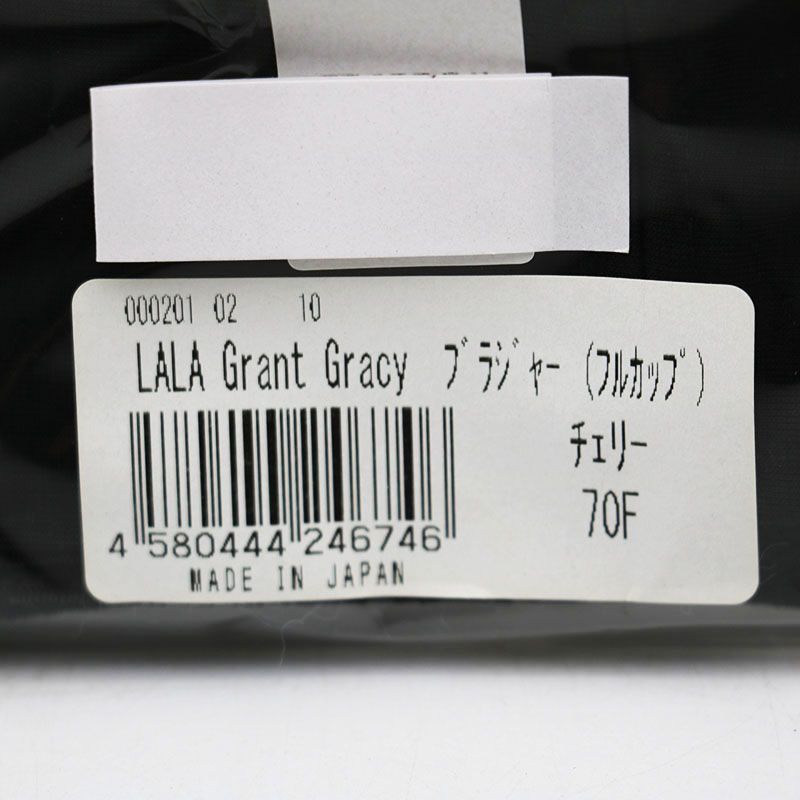 000201 02 10
LALA Grant Gracy ブラジャー (フルカップ)
チェリー
70F
4 580444 246746
MADE IN JAPAN